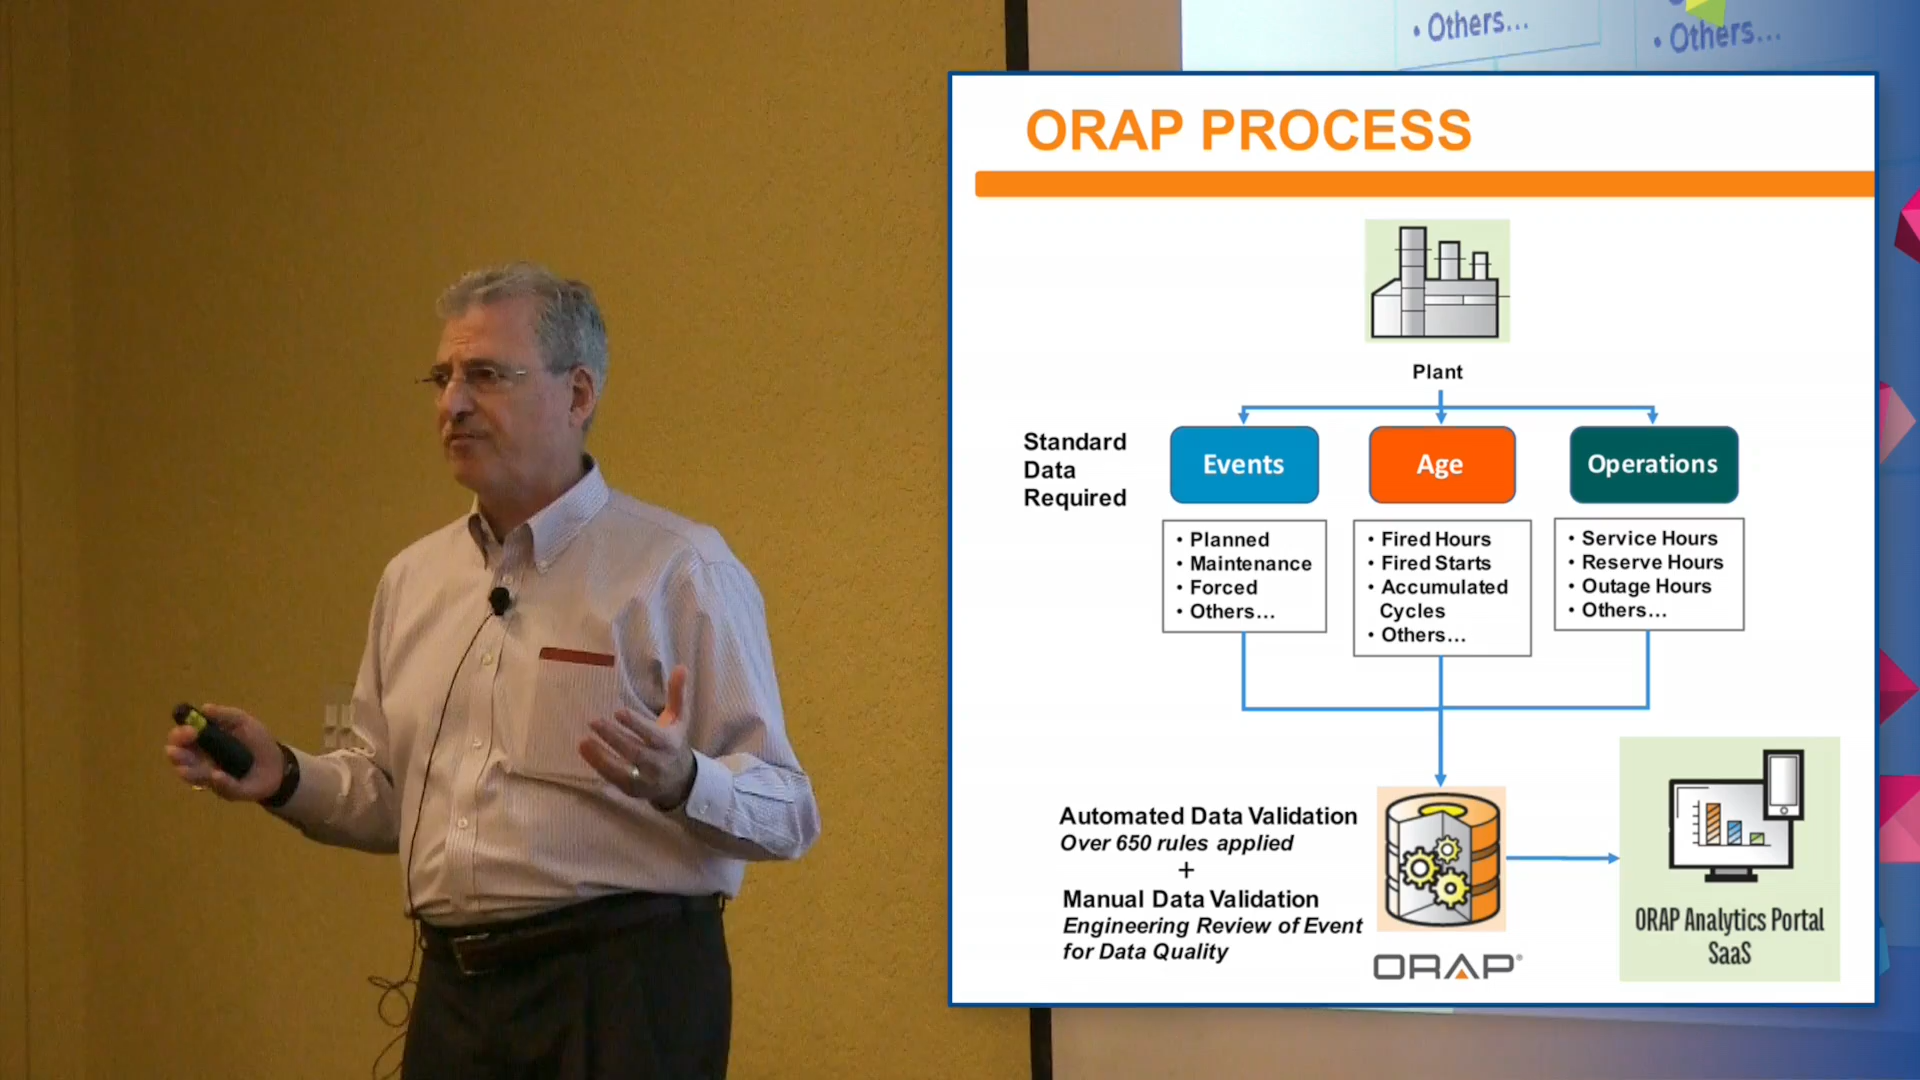 • Others...
• Others...
ORAP PROCESS
Plant
Standard
Data
Required
Events
Age
Operations
• Planned
• Maintenance
• Forced
• Others...
• Fired Hours
• Fired Starts
• Accumulated
Cycles
• Others...
• Service Hours
• Reserve Hours
• Outage Hours
• Others...
Automated Data Validation
Over 650 rules applied
+
Manual Data Validation
Engineering Review of Event
for Data Quality
ORAP®
ORAP Analytics Portal
SaaS